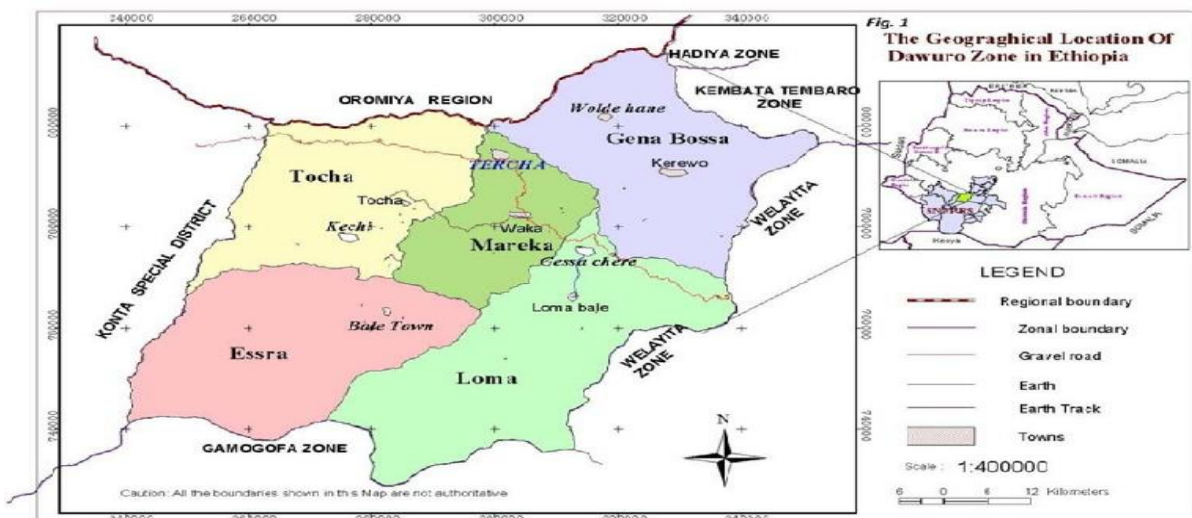 240000 260000 280000 300000 320000 340000
Fig. 1
The Geograghical Location Of
Dawuro Zone in Ethiopia
HADIYA ZONE
KEMBATA TEMBARO
ZONE
OROMIYA REGION
Wolde hane
Gena Bossa
TERCHA
Kerewo
Tocha
Tocha
Kechi
Waka
Mareka
Gessa chere
WELAYITA
ZONE
KONTA SPECIAL DISTRICT
Loma baje
Bale Town
Essra
Loma
WELAYITA
ZONE
GAMOGOFA ZONE
N
Caution: All the boundaries shown in this Map are not authoritative
SOMALIA
Kenya
LEGEND
Regional boundary
Zonal boundary
Gravel road
Earth
Earth Track
Towns
Scale : 1:400000
6 0 6 12 Kilometers